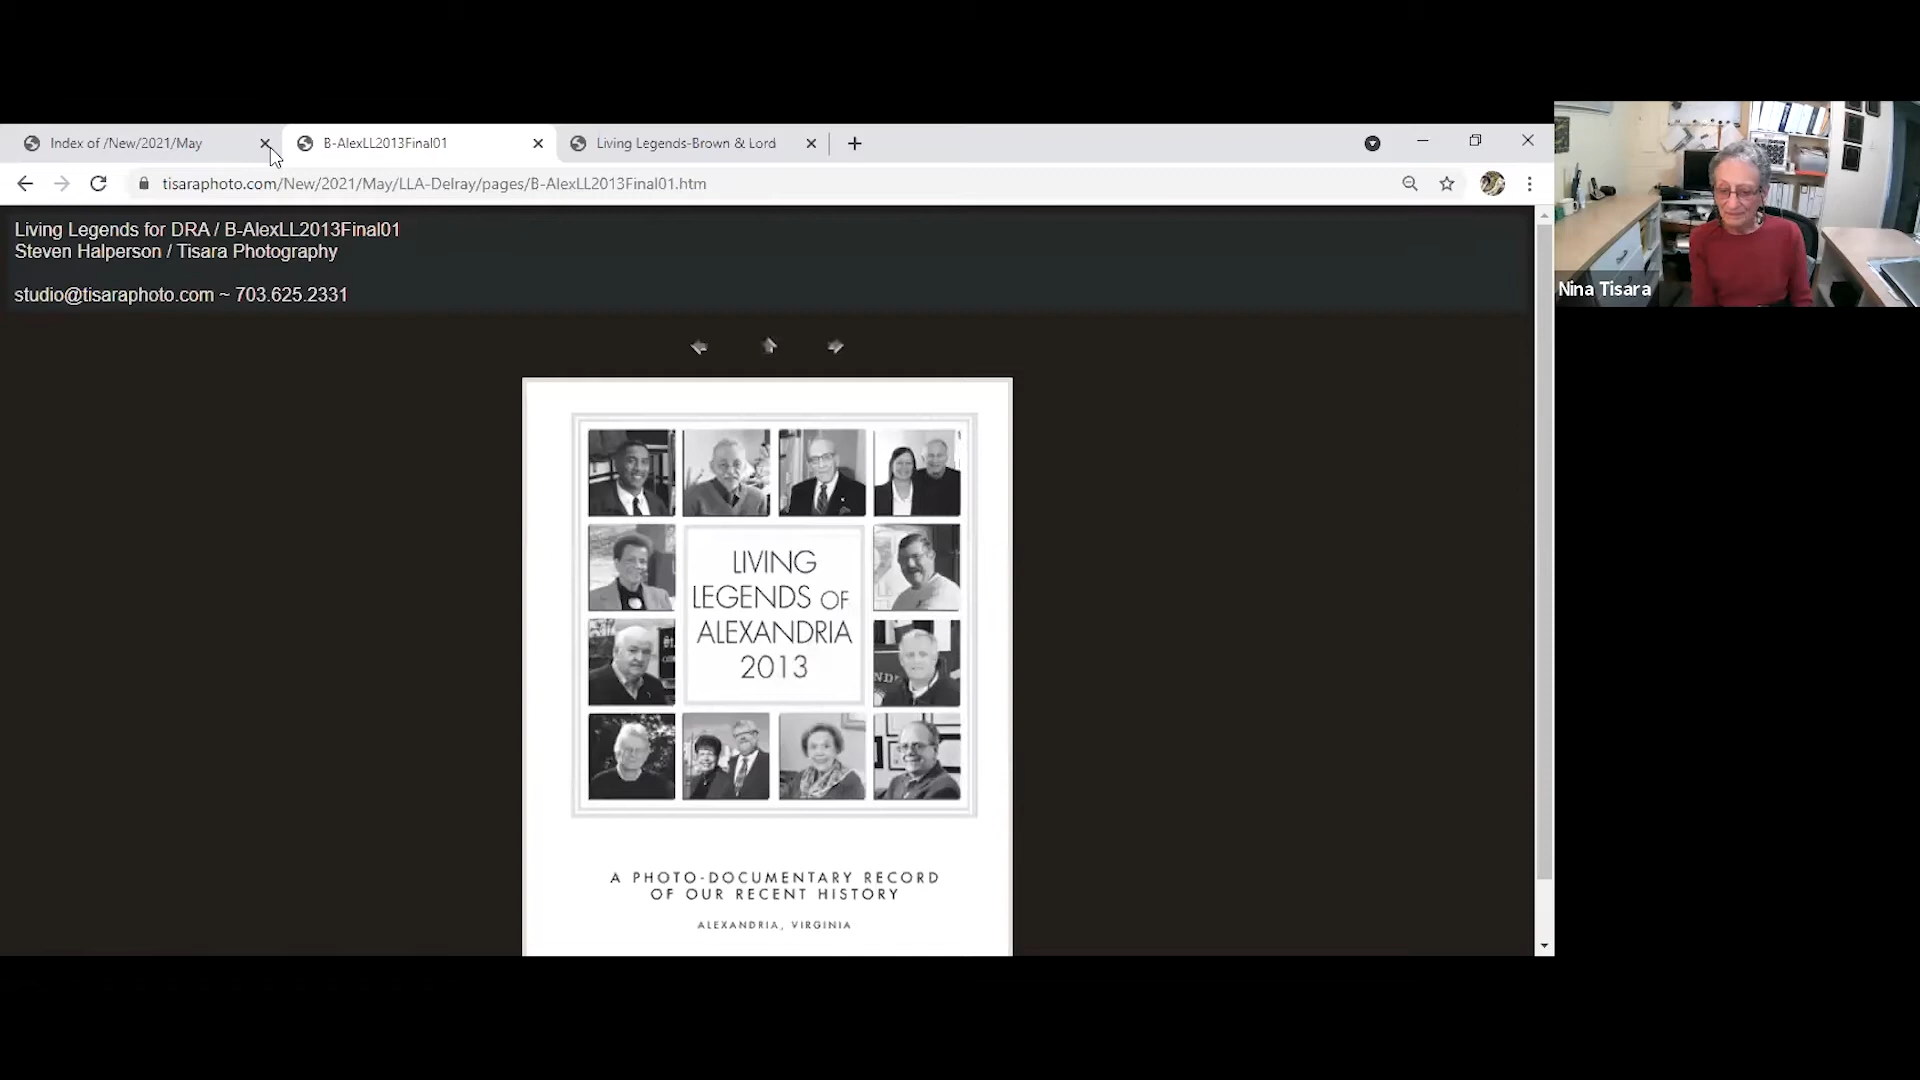 Index of /New/2021/May
B-AlexLL2013Final01
Living Legends-Brown & Lord
tisaraphoto.com/New/2021/May/LLA-Delray/pages/B-AlexLL2013Final01.htm
Living Legends for DRA / B-AlexLL2013Final01
Steven Halperson / Tisara Photography
studio@tisaraphoto.com ~ 703.625.2331
LIVING
LEGENDS OF
ALEXANDRIA
2013
A PHOTO-DOCUMENTARY RECORD
OF OUR RECENT HISTORY
ALEXANDRIA, VIRGINIA
Nina Tisara